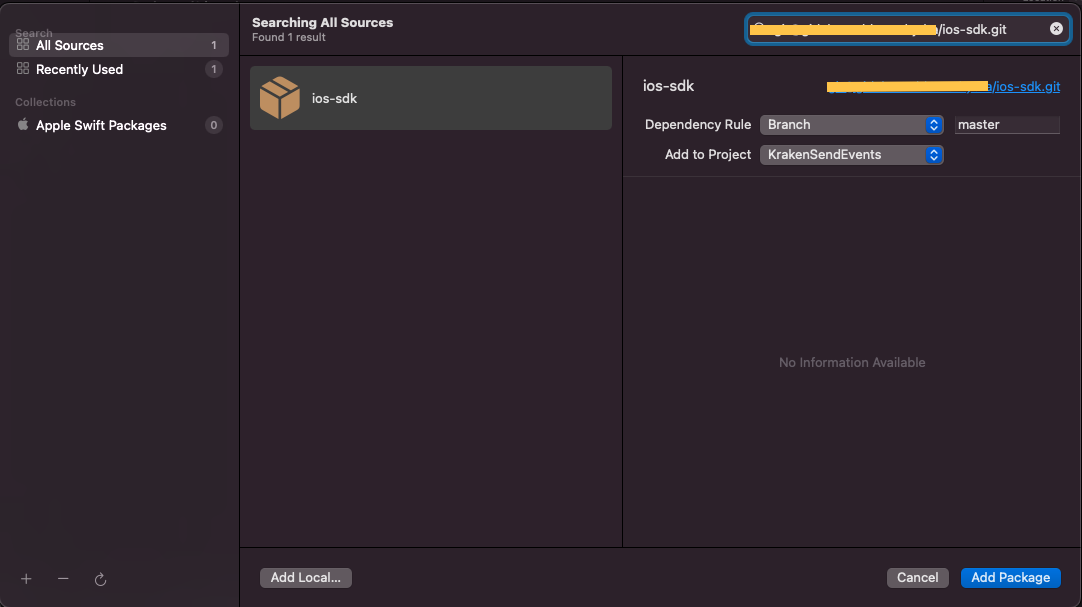 Search
All Sources 1
Recently Used 1
Collections
Apple Swift Packages 0
Searching All Sources
Found 1 result
/ios-sdk.git
ios-sdk
ios-sdk
/ios-sdk.git
Dependency Rule Branch master
Add to Project KrakenSendEvents
No Information Available
Add Local...
Cancel
Add Package